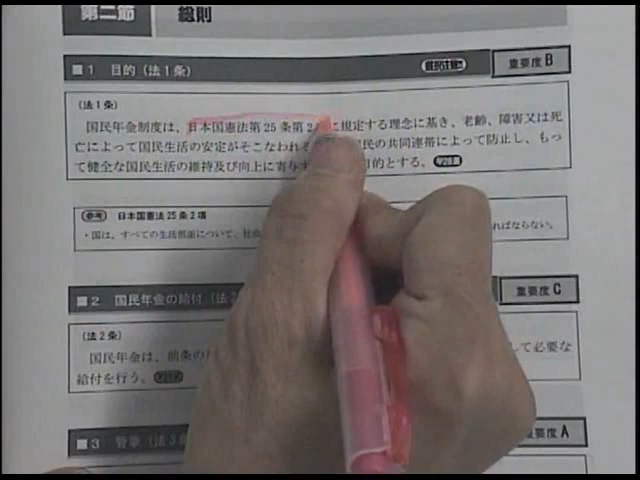 第二節 総則
■1 目的（法1条） 重要度B
（法1条）
国民年金制度は、日本国憲法第25条第2 に規定する理念に基き、老齢、障害又は死
亡によって国民生活の安定がそこなわれる 国民の共同連帯によって防止し、もっ
て健全な国民生活の維持及び向上に寄与す 目的とする。
参考 日本国憲法25条2項
・国は、すべての生活部面について、社会 ればならない。
■2 国民年金の給付（法2 重要度C
（法2条）
国民年金は、前条の して必要な
給付を行う。
■3 管掌（法3 重要度A